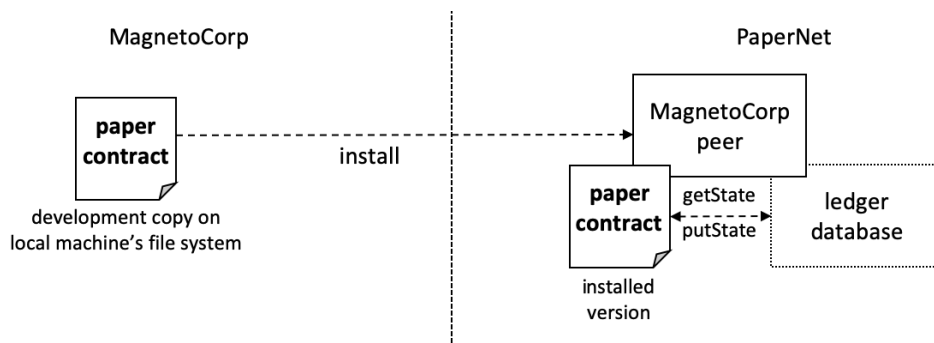 MagnetoCorp
PaperNet
paper
contract
install
MagnetoCorp
peer
development copy on
local machine’s file system
paper
contract
getState
putState
ledger
database
installed
version